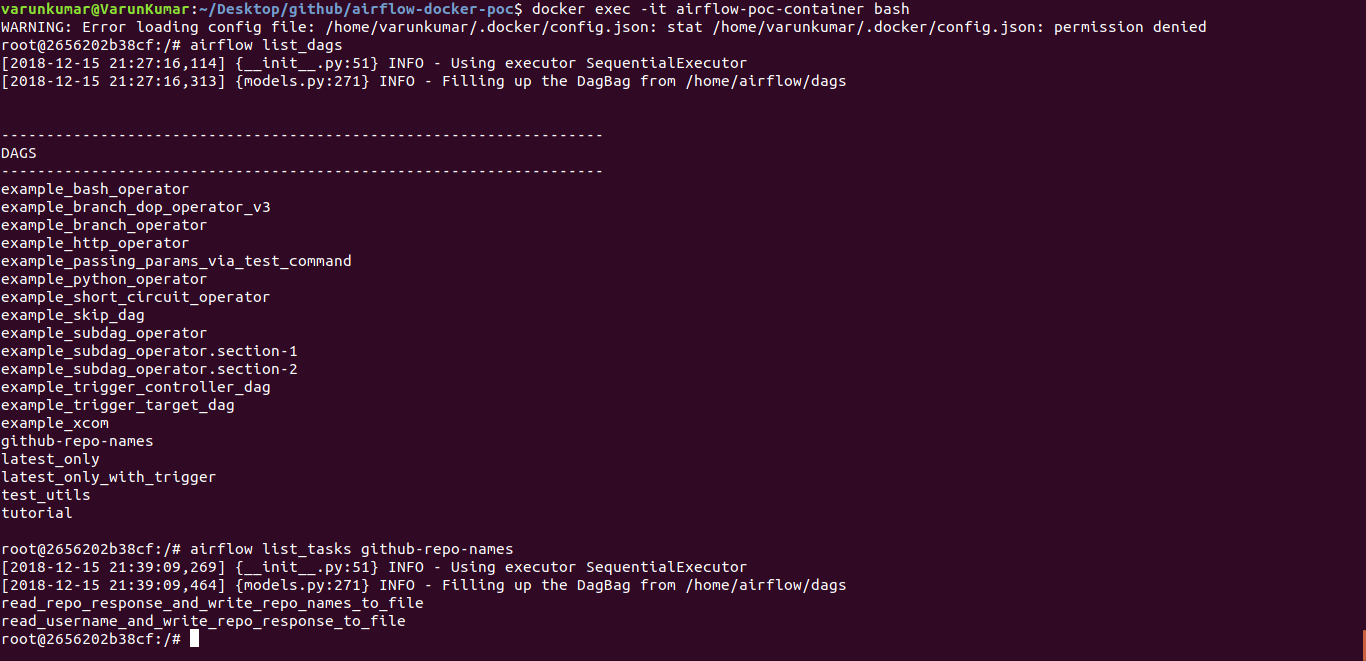 varunkumar@VarunKumar:~/Desktop/github/airflow-docker-poc$ docker exec -it airflow-poc-container bash
WARNING: Error loading config file: /home/varunkumar/.docker/config.json: stat /home/varunkumar/.docker/config.json: permission denied
root@2656202b38cf:/# airflow list_dags
[2018-12-15 21:27:16,114] {__init__.py:51} INFO - Using executor SequentialExecutor
[2018-12-15 21:27:16,313] {models.py:271} INFO - Filling up the DagBag from /home/airflow/dags
-------------------------------------------------------------------
DAGS
-------------------------------------------------------------------
example_bash_operator
example_branch_dop_operator_v3
example_branch_operator
example_http_operator
example_passing_params_via_test_command
example_python_operator
example_short_circuit_operator
example_skip_dag
example_subdag_operator
example_subdag_operator.section-1
example_subdag_operator.section-2
example_trigger_controller_dag
example_trigger_target_dag
example_xcom
github-repo-names
latest_only
latest_only_with_trigger
test_utils
tutorial
root@2656202b38cf:/# airflow list_tasks github-repo-names
[2018-12-15 21:39:09,269] {__init__.py:51} INFO - Using executor SequentialExecutor
[2018-12-15 21:39:09,464] {models.py:271} INFO - Filling up the DagBag from /home/airflow/dags
read_repo_response_and_write_repo_names_to_file
read_username_and_write_repo_response_to_file
root@2656202b38cf:/#